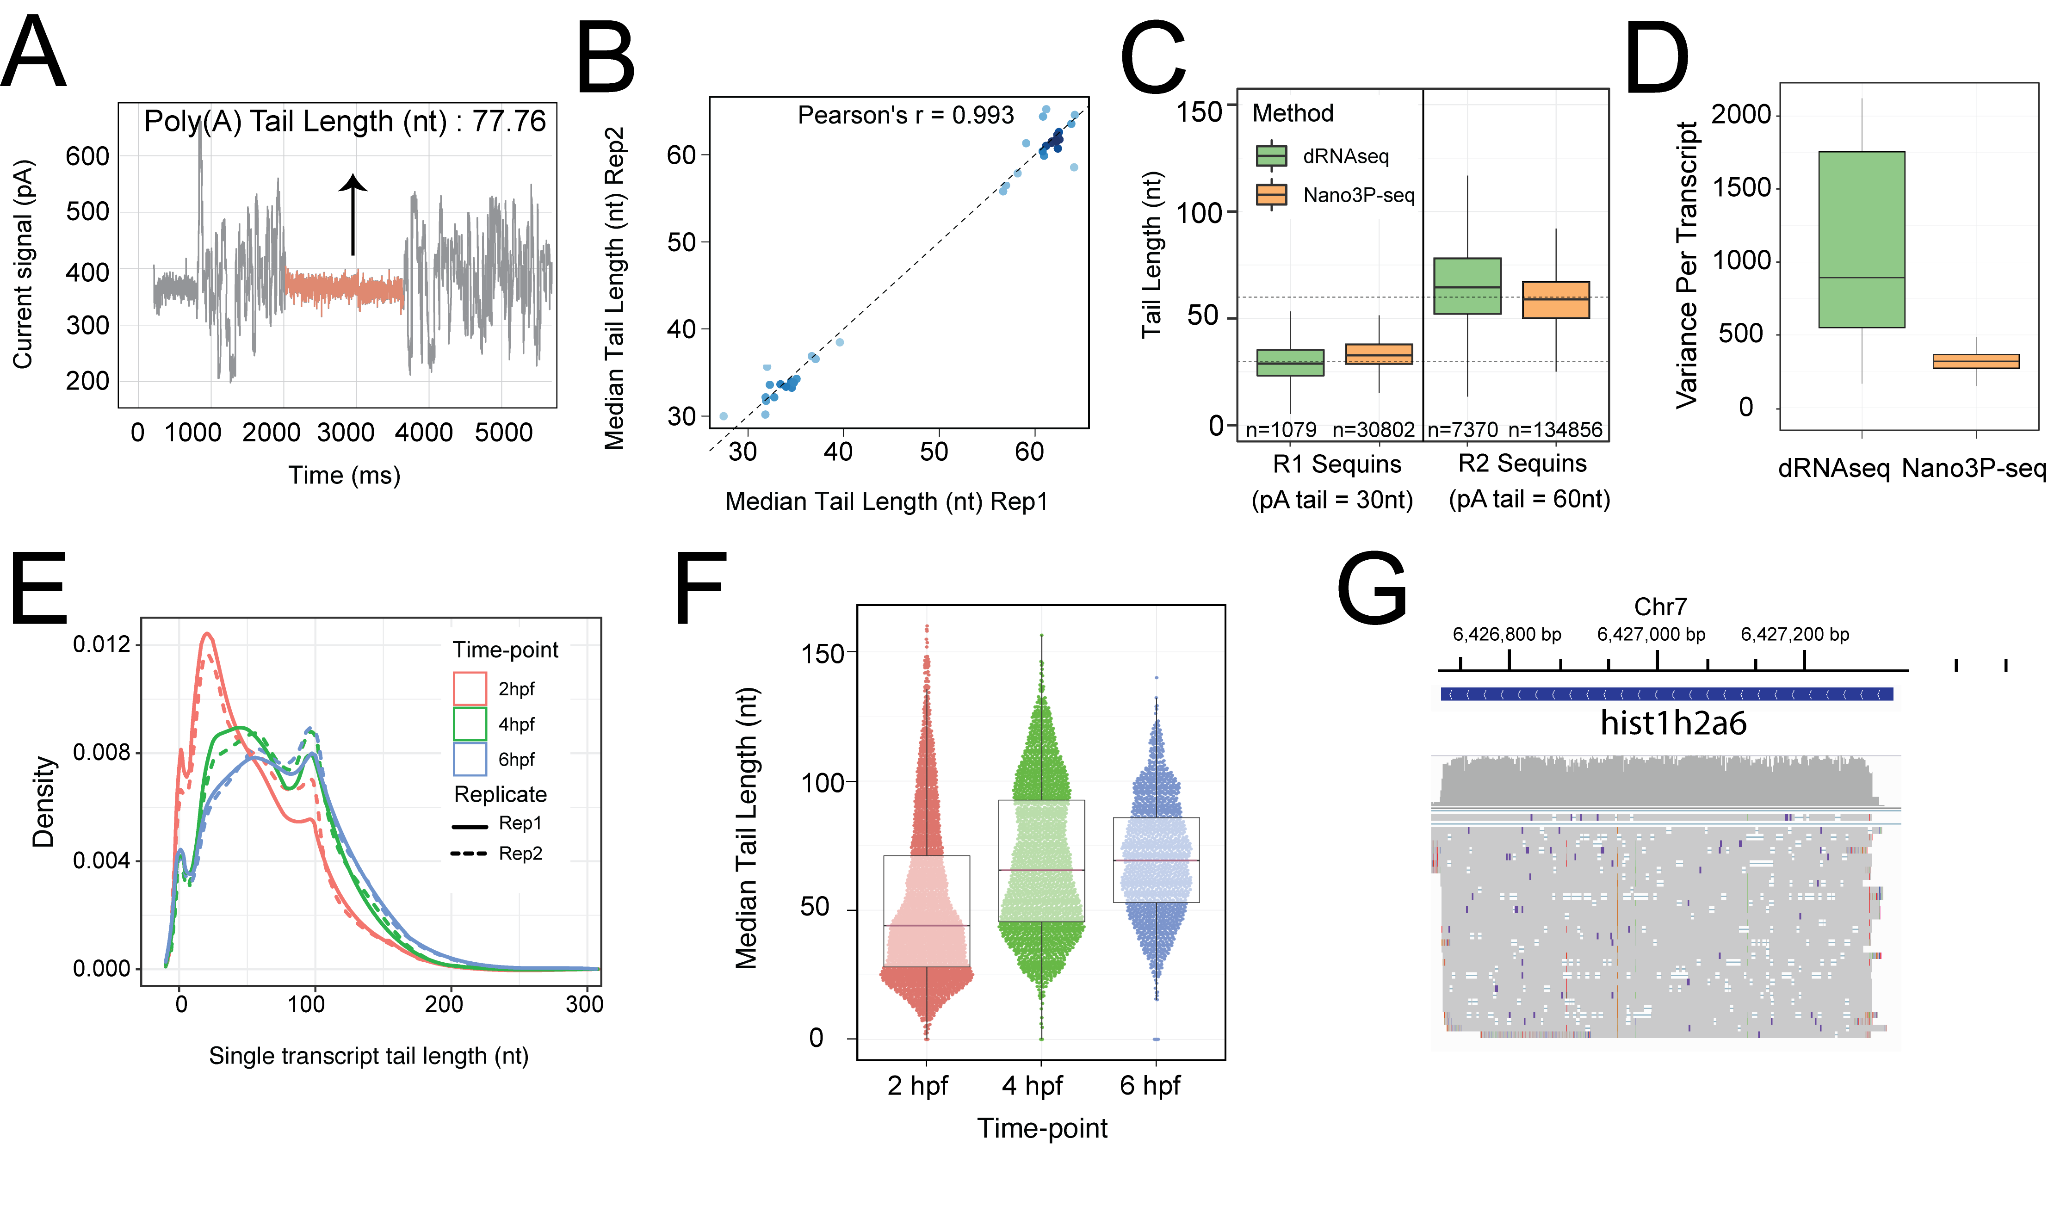 A
Poly(A) Tail Length (nt) : 77.76
Current signal (pA)
600
500
400
300
200
0 1000 2000 3000 4000 5000
Time (ms)
B
Pearson's r = 0.993
Median Tail Length (nt) Rep2
60
50
40
30
30 40 50 60
Median Tail Length (nt) Rep1
C
Method
dRNAseq
Nano3P-seq
Tail Length (nt)
150
100
50
0
n=1079 n=30802 n=7370 n=134856
R1 Sequins R2 Sequins
(pA tail = 30nt) (pA tail = 60nt)
D
Variance Per Transcript
2000
1500
1000
500
0
dRNAseq Nano3P-seq
E
Density
0.012
0.008
0.004
0.000
Time-point
2hpf
4hpf
6hpf
Replicate
Rep1
Rep2
0 100 200 300
Single transcript tail length (nt)
F
Median Tail Length (nt)
150
100
50
0
2 hpf 4 hpf 6 hpf
Time-point
G
Chr7
6,426,800 bp 6,427,000 bp 6,427,200 bp
hist1h2a6